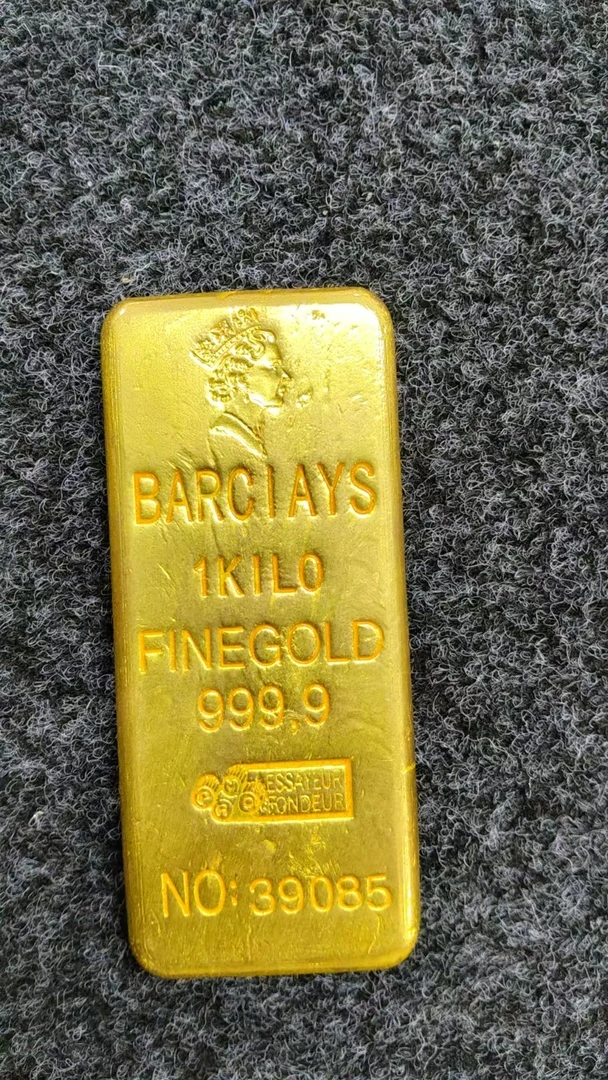 BARCIAYS
1KILO
FINEGOLD
999.9
ESSAYEUR
FONDEUR
NO: 39085